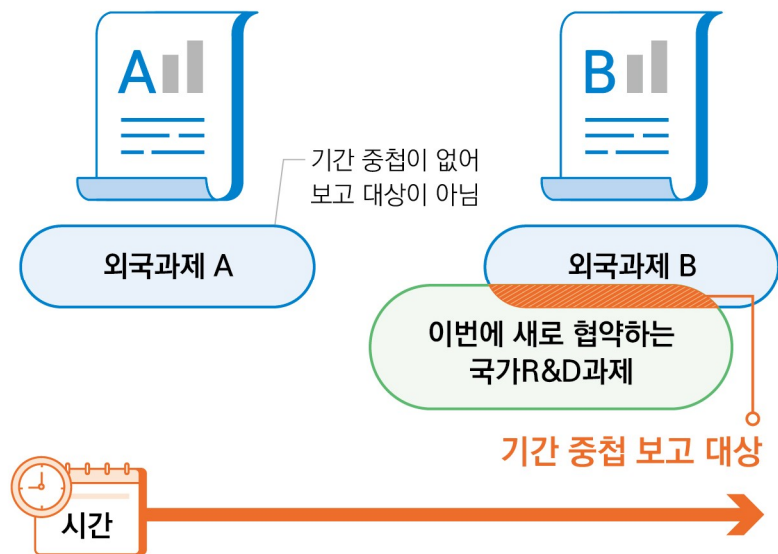 A
B
기간 중첩이 없어
보고 대상이 아님
외국과제 A
외국과제 B
이번에 새로 협약하는
국가R&D과제
기간 중첩 보고 대상
시간